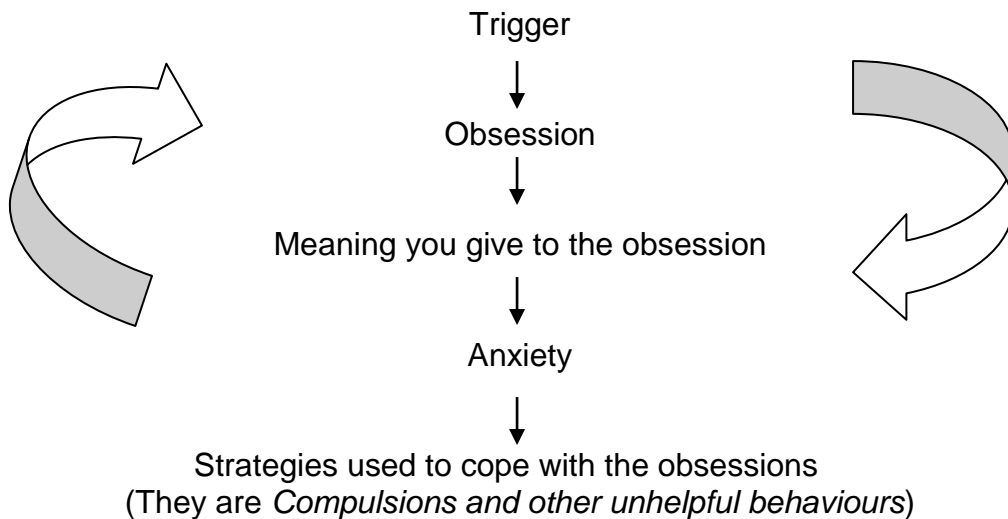 Trigger
Obsession
Meaning you give to the obsession
Anxiety
Strategies used to cope with the obsessions
(They are Compulsions and other unhelpful behaviours)